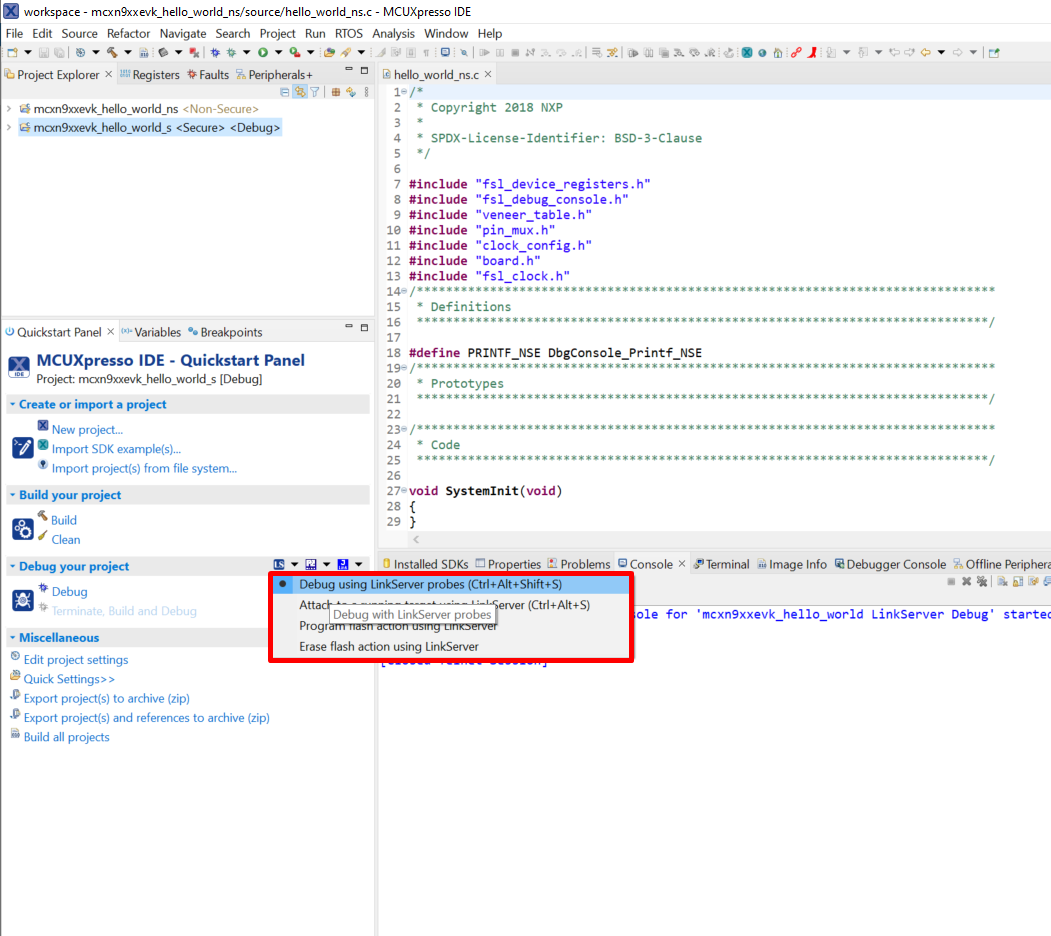 workspace - mcxn9xxevk_hello_world_ns/source/hello_world_ns.c - MCUXpresso IDE
File Edit Source Refactor Navigate Search Project Run RTOS Analysis Window Help
Project Explorer Registers Faults Peripherals+
mcxn9xxevk_hello_world_ns <Non-Secure>
mcxn9xxevk_hello_world_s <Secure> <Debug>
hello_world_ns.c
1 /*
2 * Copyright 2018 NXP
3 *
4 * SPDX-License-Identifier: BSD-3-Clause
5 */
6
7 #include "fsl_device_registers.h"
8 #include "fsl_debug_console.h"
9 #include "veneer_table.h"
10 #include "pin_mux.h"
11 #include "clock_config.h"
12 #include "board.h"
13 #include "fsl_clock.h"
14 /*******************************************************************************
15 * Definitions
16 ******************************************************************************/
17
18 #define PRINTF_NSE DbgConsole_Printf_NSE
19 /*******************************************************************************
20 * Prototypes
21 ******************************************************************************/
22
23 /*******************************************************************************
24 * Code
25 ******************************************************************************/
26
27 void SystemInit(void)
28 {
29 }
Quickstart Panel Variables Breakpoints
IDE
MCUXpresso IDE - Quickstart Panel
Project: mcxn9xxevk_hello_world_s [Debug]
Create or import a project
New project...
Import SDK example(s)...
Import project(s) from file system...
Build your project
Build
Clean
Debug your project
LS
Debug
Terminate, Build and Debug
Miscellaneous
Edit project settings
Quick Settings>>
Export project(s) to archive (zip)
Export project(s) and references to archive (zip)
Build all projects
Installed SDKs Properties Problems Console Terminal Image Info Debugger Console Offline Periphera
Debug using LinkServer probes (Ctrl+Alt+Shift+S)
Attach to a running target using LinkServer (Ctrl+Alt+S)
Debug with LinkServer probes
Program flash action using LinkServer
Erase flash action using LinkServer
for 'mcxn9xxevk_hello_world LinkServer Debug' started